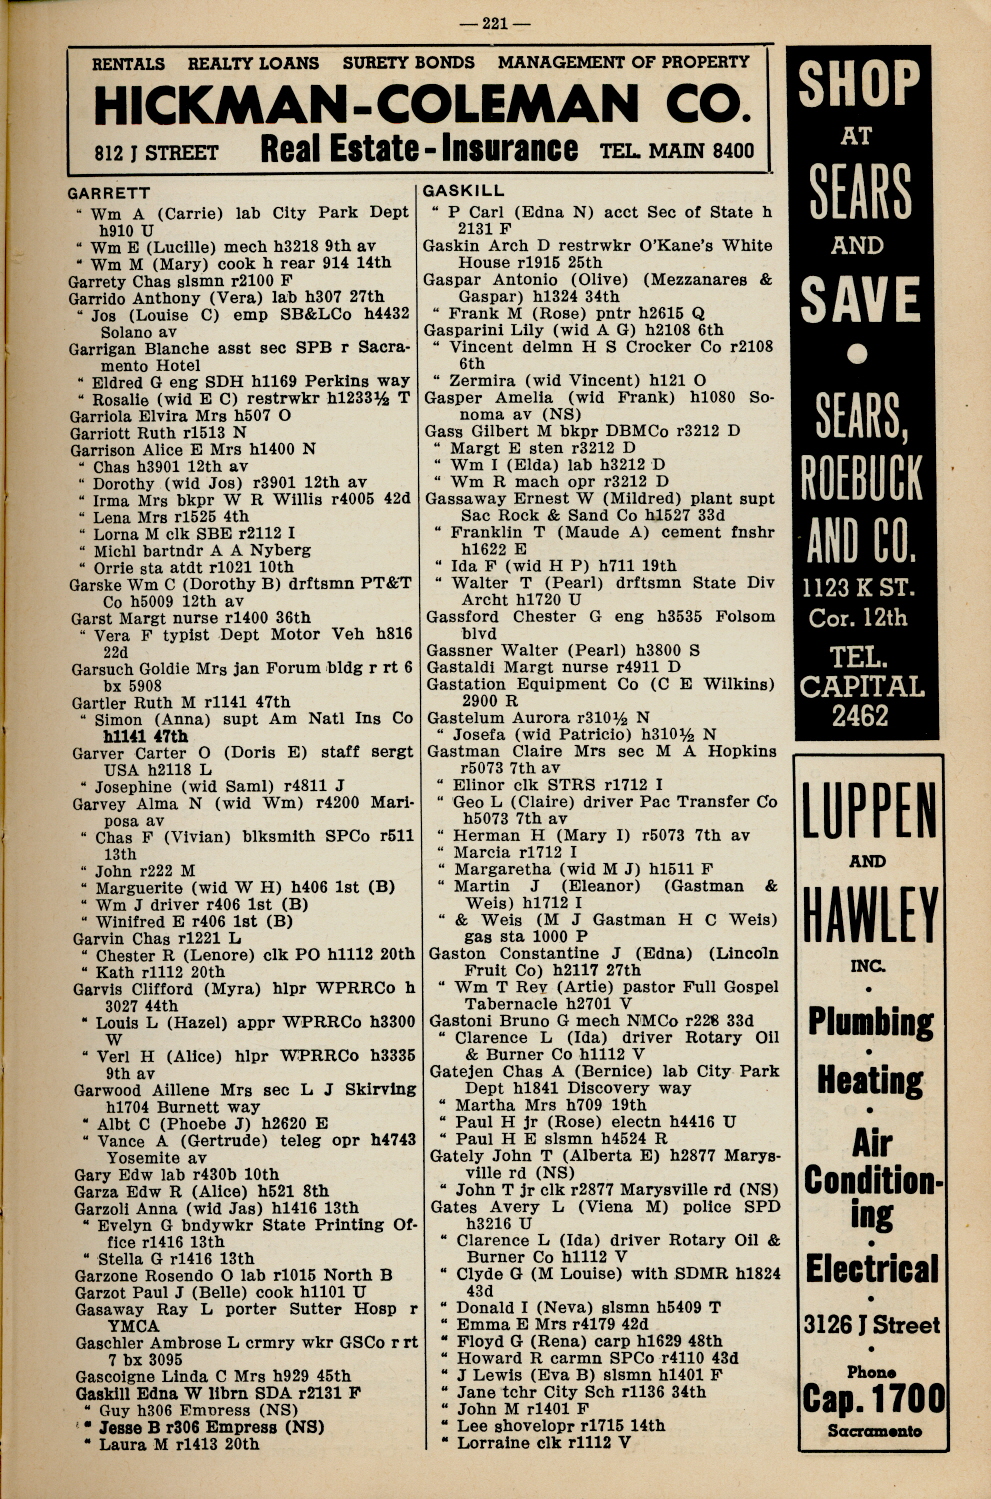 — 221 —
RENTALS REALTY LOANS SURETY BONDS MANAGEMENT OF PROPERTY
HICKMAN-COLEMAN CO.
812 J STREET Real Estate - Insurance TEL. MAIN 8400
GARRETT
" Wm A (Carrie) lab City Park Dept
h910 U
" Wm E (Lucille) mech h3218 9th av
" Wm M (Mary) cook h rear 914 14th
Garrety Chas slsmn r2100 F
Garrido Anthony (Vera) lab h307 27th
" Jos (Louise C) emp SB&LCo h4432
Solano av
Garrigan Blanche asst sec SPB r Sacra-
mento Hotel
" Eldred G eng SDH h1169 Perkins way
" Rosalie (wid E C) restrwkr h1233½ T
Garriola Elvira Mrs h507 O
Garriott Ruth r1513 N
Garrison Alice E Mrs h1400 N
" Chas h3901 12th av
" Dorothy (wid Jos) r3901 12th av
" Irma Mrs bkpr W R Willis r4005 42d
" Lena Mrs r1525 4th
" Lorna M clk SBE r2112 I
" Michl bartndr A A Nyberg
" Orrie sta atdt r1021 10th
Garske Wm C (Dorothy B) drftsmn PT&T
Co h5009 12th av
Garst Margt nurse r1400 36th
" Vera F typist Dept Motor Veh h816
22d
Garsuch Goldie Mrs jan Forum bldg r rt 6
bx 5908
Gartler Ruth M r1141 47th
" Simon (Anna) supt Am Natl Ins Co
h1141 47th
Garver Carter O (Doris E) staff sergt
USA h2118 L
" Josephine (wid Saml) r4811 J
Garvey Alma N (wid Wm) r4200 Mari-
posa av
" Chas F (Vivian) blksmith SPCo r511
13th
" John r222 M
" Marguerite (wid W H) h406 1st (B)
" Wm J driver r406 1st (B)
" Winifred E r406 1st (B)
Garvin Chas r1221 L
" Chester R (Lenore) clk PO h1112 20th
" Kath r1112 20th
Garvis Clifford (Myra) hlpr WPRRCo h
3027 44th
" Louis L (Hazel) appr WPRRCo h3300
W
" Verl H (Alice) hlpr WPRRCo h3335
9th av
Garwood Aillene Mrs sec L J Skirving
h1704 Burnett way
" Albt C (Phoebe J) h2620 E
" Vance A (Gertrude) teleg opr h4743
Yosemite av
Gary Edw lab r430b 10th
Garza Edw R (Alice) h521 8th
Garzoli Anna (wid Jas) h1416 13th
" Evelyn G bndywkr State Printing Of-
fice r1416 13th
" Stella G r1416 13th
Garzone Rosendo O lab r1015 North B
Garzot Paul J (Belle) cook h1101 U
Gasaway Ray L porter Sutter Hosp r
YMCA
Gaschler Ambrose L crmry wkr GSCo r rt
7 bx 3095
Gascoigne Linda C Mrs h929 45th
Gaskill Edna W librn SDA r2131 F
" Guy h306 Empress (NS)
" Jesse B r306 Empress (NS)
" Laura M r1413 20th
GASKILL
" P Carl (Edna N) acct Sec of State h
2131 F
Gaskin Arch D restrwkr O'Kane's White
House r1915 25th
Gaspar Antonio (Olive) (Mezzanares &
Gaspar) h1324 34th
" Frank M (Rose) pntr h2615 Q
Gasparini Lily (wid A G) h2108 6th
" Vincent delmn H S Crocker Co r2108
6th
" Zermira (wid Vincent) h121 O
Gasper Amelia (wid Frank) h1080 So-
noma av (NS)
Gass Gilbert M bkpr DBMCo r3212 D
" Margt E sten r3212 D
" Wm I (Elda) lab h3212 D
" Wm R mach opr r3212 D
Gassaway Ernest W (Mildred) plant supt
Sac Rock & Sand Co h1527 33d
" Franklin T (Maude A) cement fnshr
h1622 E
" Ida F (wid H P) h711 19th
" Walter T (Pearl) drftsmn State Div
Archt h1720 U
Gassford Chester G eng h3535 Folsom
blvd
Gassner Walter (Pearl) h3800 S
Gastaldi Margt nurse r4911 D
Gastation Equipment Co (C E Wilkins)
2900 R
Gastelum Aurora r310½ N
" Josefa (wid Patricio) h310½ N
Gastman Claire Mrs sec M A Hopkins
r5073 7th av
" Elinor clk STRS r1712 I
" Geo L (Claire) driver Pac Transfer Co
h5073 7th av
" Herman H (Mary I) r5073 7th av
" Marcia r1712 I
" Margaretha (wid M J) h1511 F
" Martin J (Eleanor) (Gastman &
Weis) h1712 I
" & Weis (M J Gastman H C Weis)
gas sta 1000 P
Gaston Constantine J (Edna) (Lincoln
Fruit Co) h2117 27th
" Wm T Rev (Artie) pastor Full Gospel
Tabernacle h2701 V
Gastoni Bruno G mech NMCo r228 33d
" Clarence L (Ida) driver Rotary Oil
& Burner Co h1112 V
Gatejen Chas A (Bernice) lab City Park
Dept h1841 Discovery way
" Martha Mrs h709 19th
" Paul H jr (Rose) electn h4416 U
" Paul H E slsmn h4524 R
Gately John T (Alberta E) h2877 Marys-
ville rd (NS)
" John T jr clk r2877 Marysville rd (NS)
Gates Avery L (Viena M) police SPD
h3216 U
" Clarence L (Ida) driver Rotary Oil &
Burner Co h1112 V
" Clyde G (M Louise) with SDMR h1824
43d
" Donald I (Neva) slsmn h5409 T
" Emma E Mrs r4179 42d
" Floyd G (Rena) carp h1629 48th
" Howard R carmn SPCo r4110 43d
" J Lewis (Eva B) slsmn h1401 F
" Jane tchr City Sch r1136 34th
" John M r1401 F
" Lee shovelopr r1715 14th
" Lorraine clk r1112 V
SHOP
AT
SEARS
AND
SAVE
SEARS,
ROEBUCK
AND CO.
1123 K ST.
Cor. 12th
TEL.
CAPITAL
2462
LUPPEN
AND
HAWLEY
INC.
Plumbing
Heating
Air
Condition-
ing
Electrical
3126 J Street
Phone
Cap. 1700
Sacramento